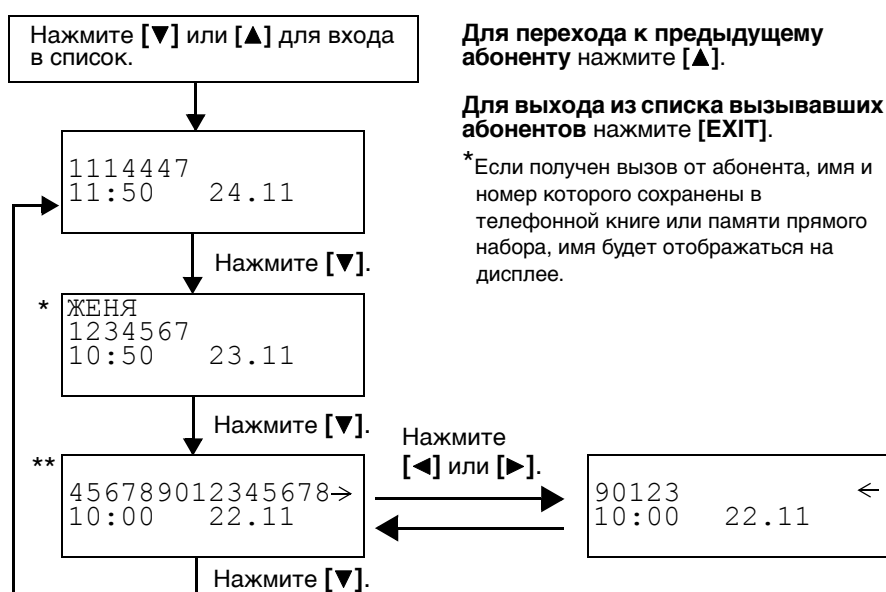 Нажмите [▼] или [▲] для входа
в список.
1114447
11:50 24.11
Нажмите [▼].
* ЖЕНЯ
1234567
10:50 23.11
Нажмите [▼].
** 456789012345678→
10:00 22.11
Нажмите [▼].
Нажмите
[◄] или [►].
90123 ←
10:00 22.11
Для перехода к предыдущему
абоненту нажмите [▲].
Для выхода из списка вызывавших
абонентов нажмите [EXIT].
*Если получен вызов от абонента, имя и
номер которого сохранены в
телефонной книге или памяти прямого
набора, имя будет отображаться на
дисплее.